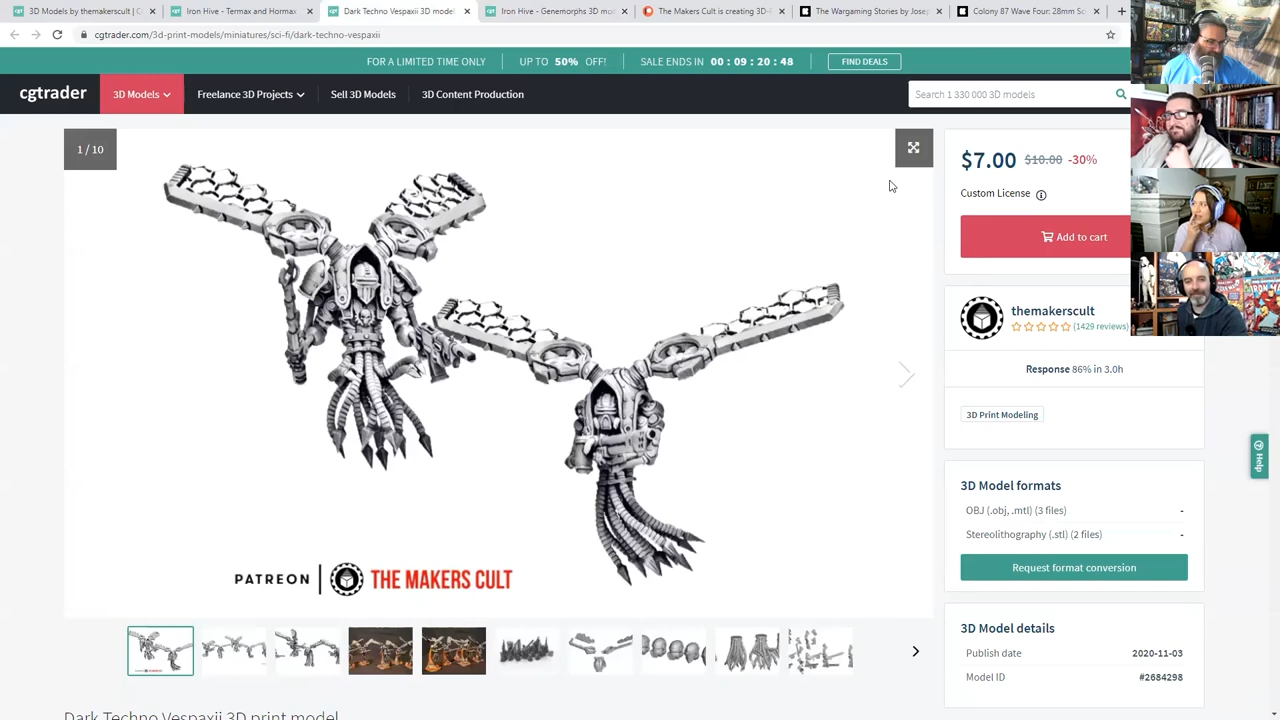 3D Models by themakerscult | C
Iron Hive - Termax and Hormax
Dark Techno Vespaxii 3D model
Iron Hive - Genemorphs 3D mo
The Makers Cult is creating 3D-P
The Wargaming Stories by Josep
Colony 87 Wave Four: 28mm Sc
cgtrader.com/3d-print-models/miniatures/sci-fi/dark-techno-vespaxii
FOR A LIMITED TIME ONLY
UP TO 50% OFF!
SALE ENDS IN 00 : 09 : 20 : 48
FIND DEALS
cgtrader
3D Models
Freelance 3D Projects
Sell 3D Models
3D Content Production
Search 1 330 000 3D models
1 / 10
$7.00 $10.00 -30%
Custom License
Add to cart
themakerscult
(1429 reviews)
Response 86% in 3.0h
3D Print Modeling
Help
3D Model formats
OBJ (.obj, .mtl) (3 files) -
Stereolithography (.stl) (2 files) -
Request format conversion
PATREON | THE MAKERS CULT
3D Model details
Publish date 2020-11-03
Model ID #2684298
Dark Techno Vespaxii 3D print model